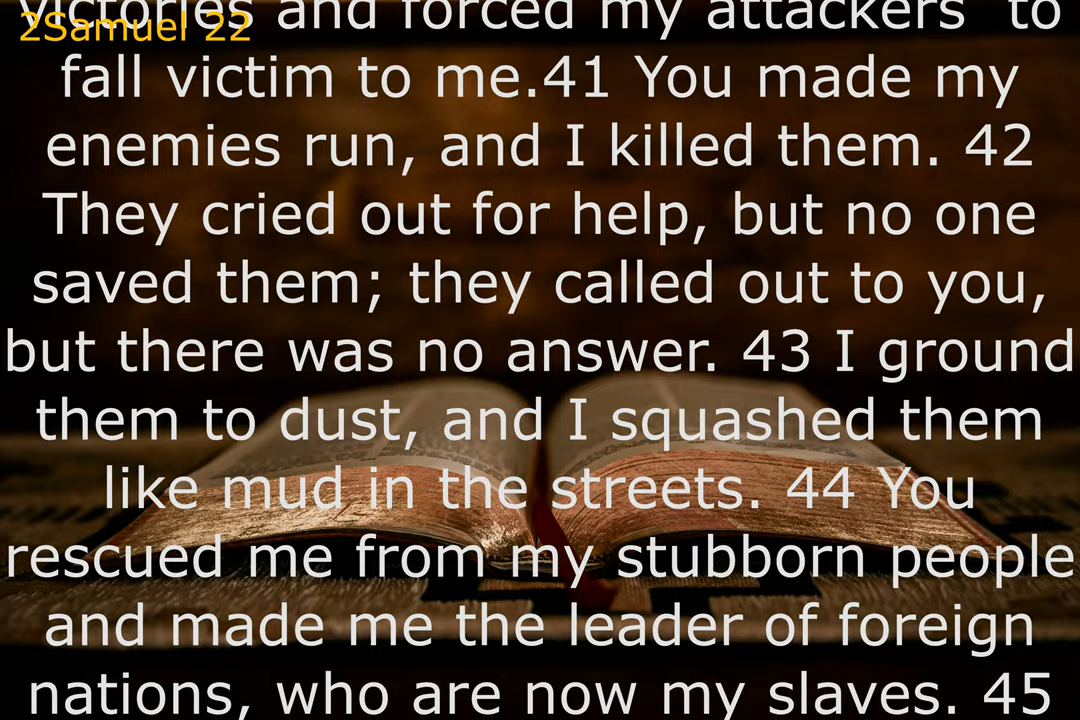 2Samuel 22
victories and forced my attackers to
fall victim to me.41 You made my
enemies run, and I killed them. 42
They cried out for help, but no one
saved them; they called out to you,
but there was no answer. 43 I ground
them to dust, and I squashed them
like mud in the streets. 44 You
rescued me from my stubborn people
and made me the leader of foreign
nations, who are now my slaves. 45